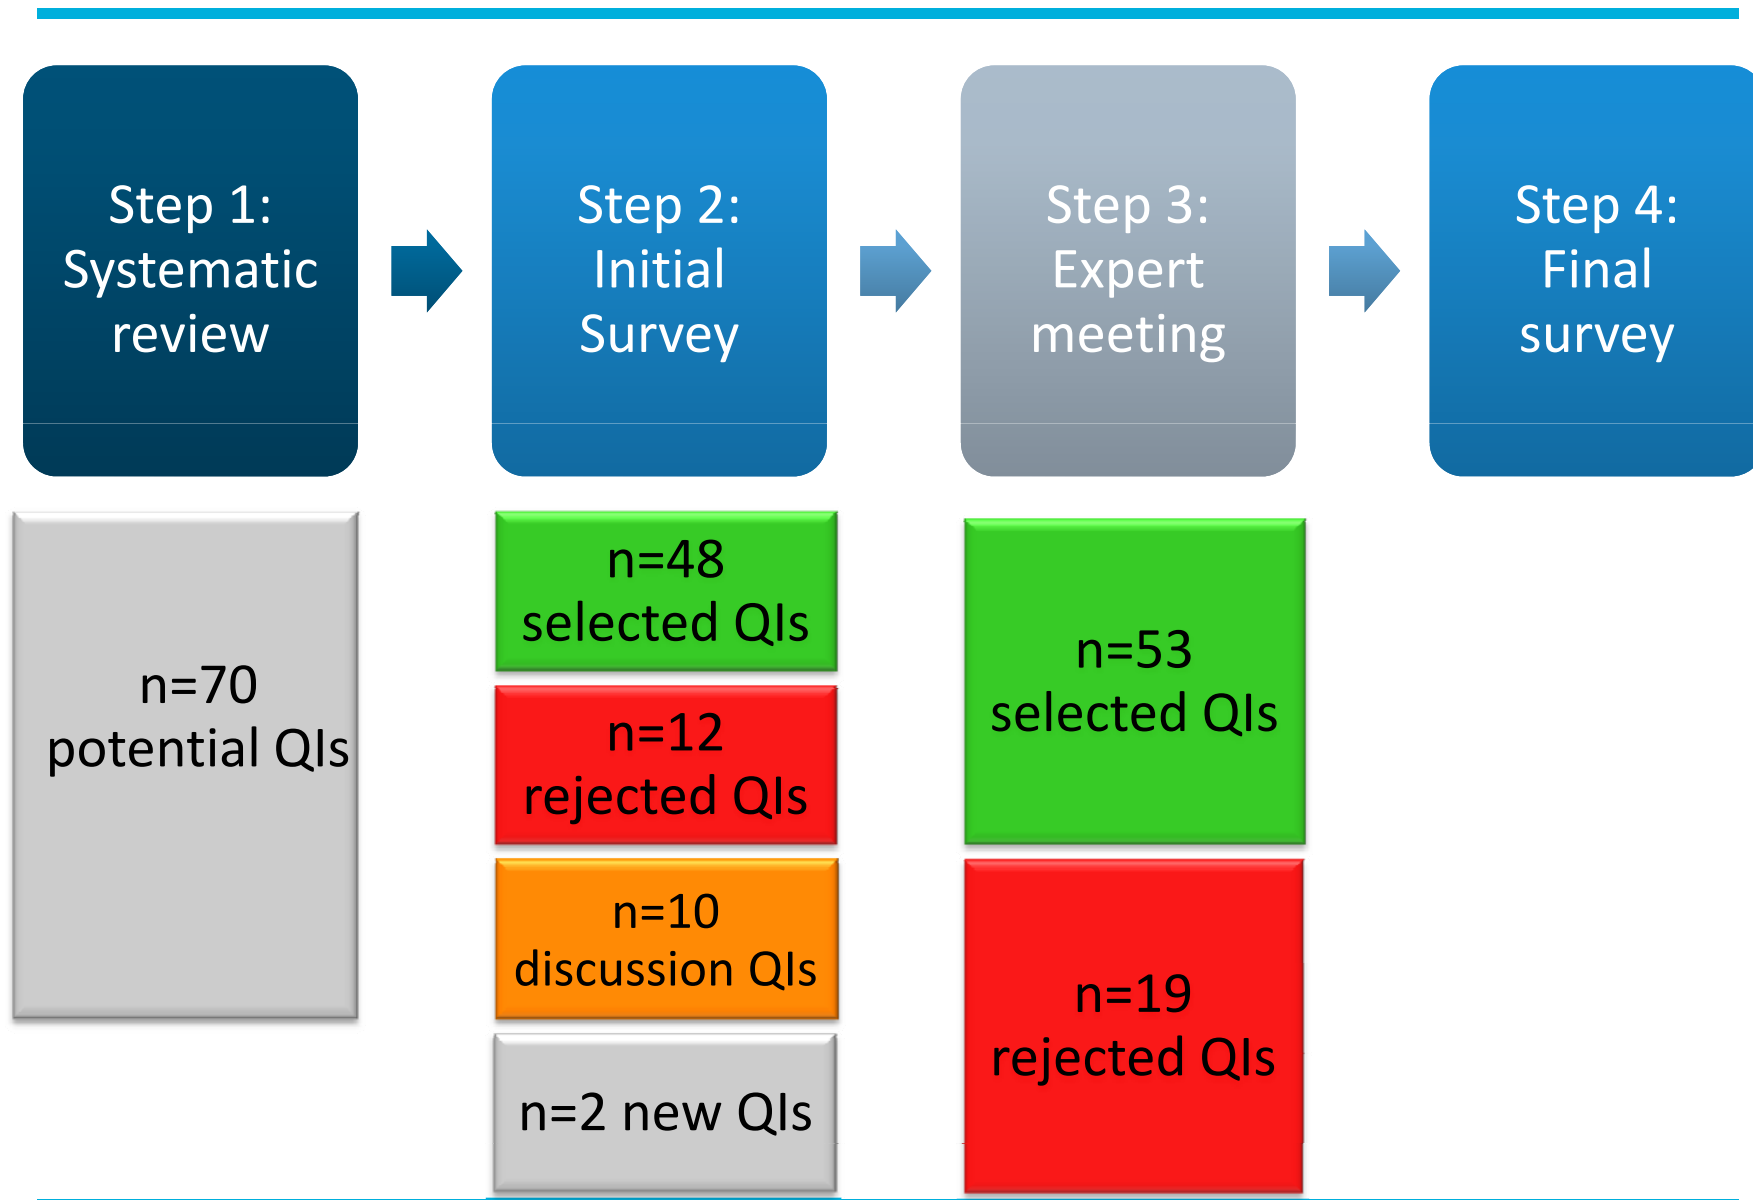 Step 1:
Systematic
review
Step 2:
Initial
Survey
Step 3:
Expert
meeting
Step 4:
Final
survey
n=70
potential QIs
n=48
selected QIs
n=12
rejected QIs
n=10
discussion QIs
n=2 new QIs
n=53
selected QIs
n=19
rejected QIs